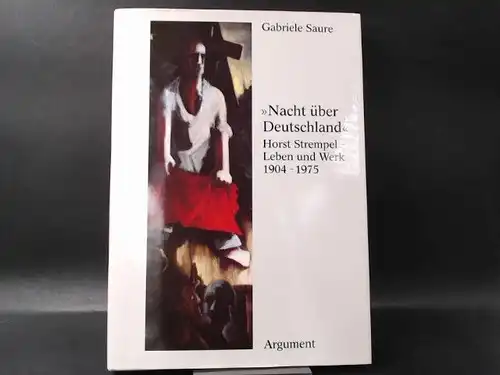 Gabriele Saure
»Nacht über
Deutschland«
Horst Strempel -
Leben und Werk
1904 - 1975
Argument